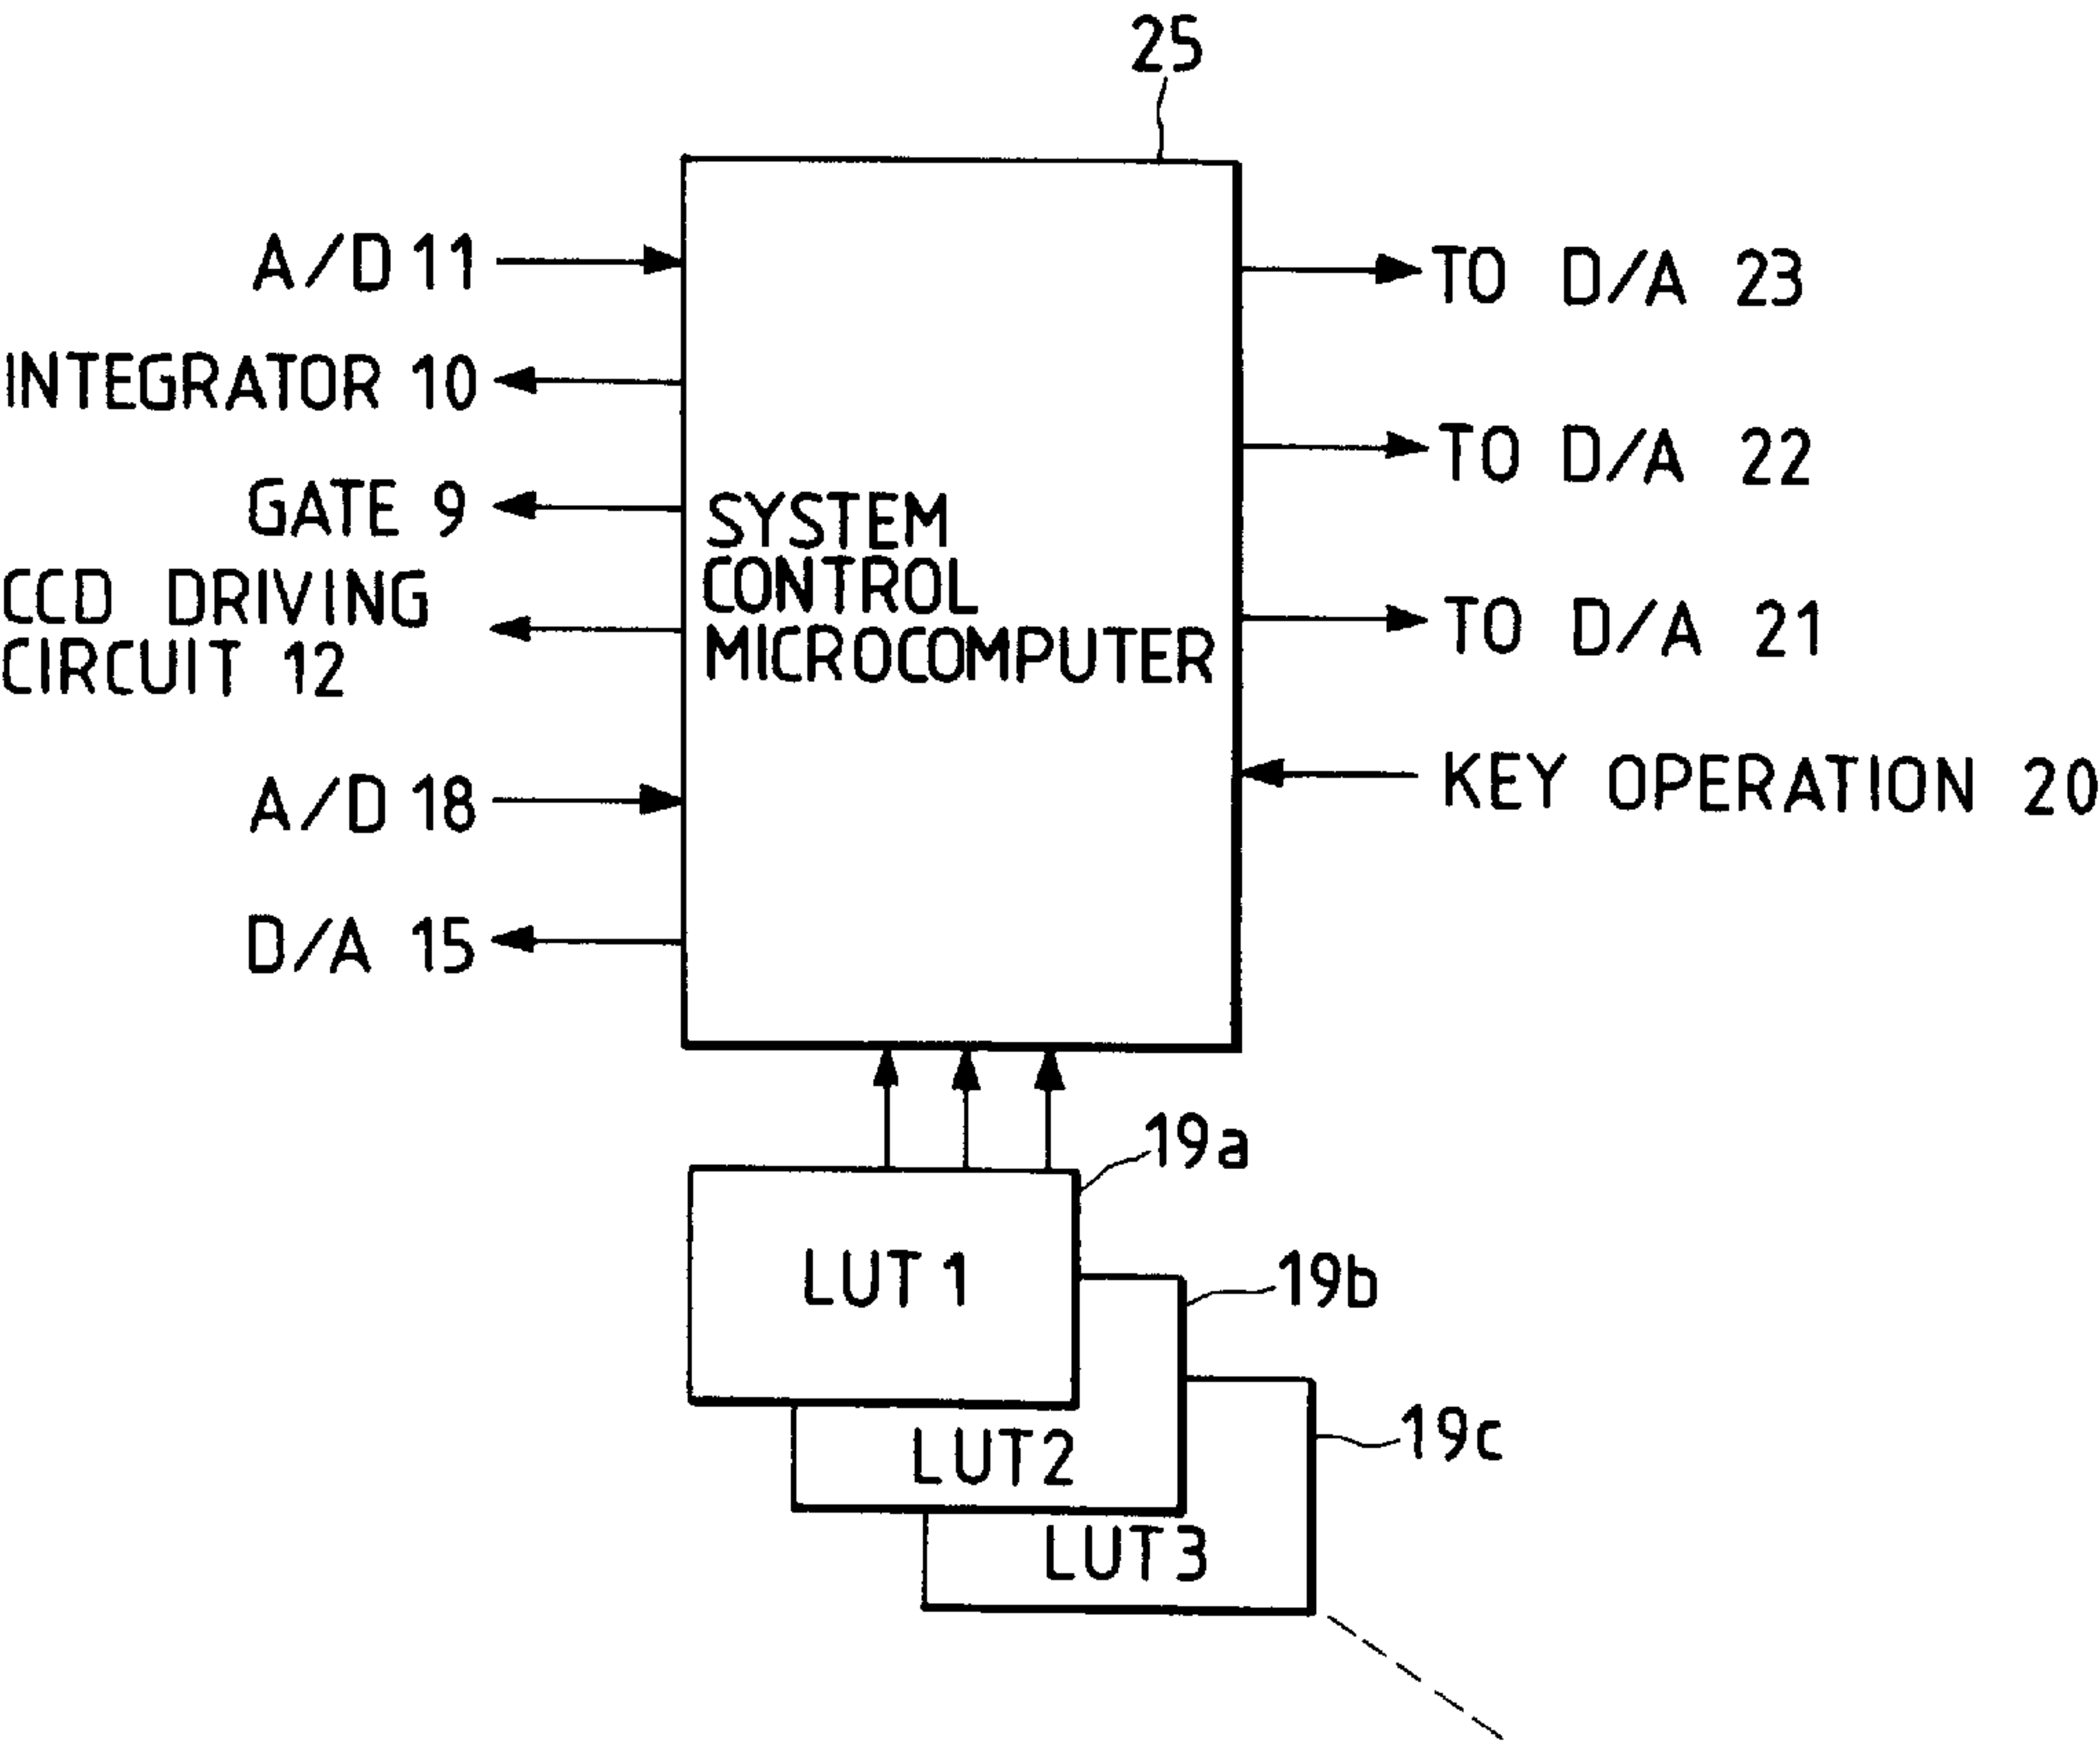 25
A/D 11
INTEGRATOR 10
GATE 9
CCD DRIVING
CIRCUIT 12
A/D 18
D/A 15
SYSTEM
CONTROL
MICROCOMPUTER
TO D/A 23
TO D/A 22
TO D/A 21
KEY OPERATION 20
19a
LUT 1
19b
LUT2
19c
LUT3